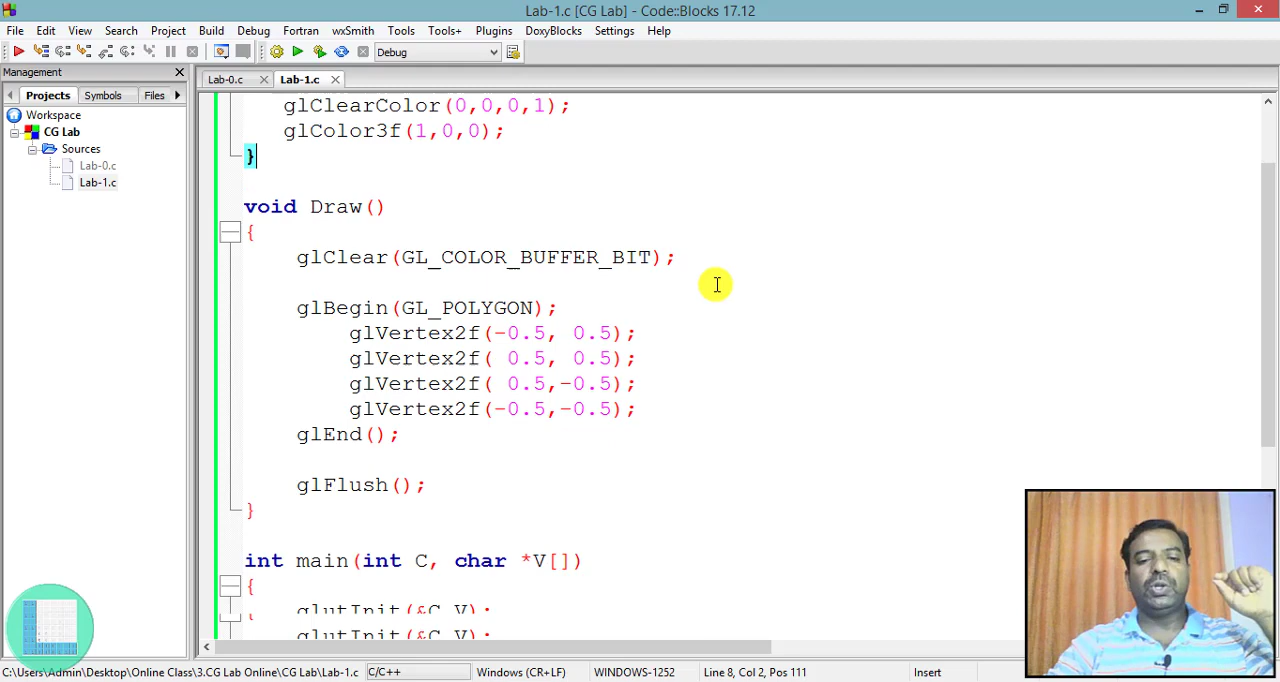 Lab-1.c [CG Lab] - Code::Blocks 17.12
File Edit View Search Project Build Debug Fortran wxSmith Tools Tools+ Plugins DoxyBlocks Settings Help
Debug
Management
Lab-0.c Lab-1.c
Projects Symbols Files
Workspace
CG Lab
Sources
Lab-0.c
Lab-1.c
glClearColor(0,0,0,1);
glColor3f(1,0,0);
}
void Draw()
{
glClear(GL_COLOR_BUFFER_BIT);
glBegin(GL_POLYGON);
glVertex2f(-0.5, 0.5);
glVertex2f( 0.5, 0.5);
glVertex2f( 0.5,-0.5);
glVertex2f(-0.5,-0.5);
glEnd();
glFlush();
}
int main(int C, char *V[])
{
glutInit(&C,V);
glutInit(&C,V);
C:\Users\Admin\Desktop\Online Class\3.CG Lab Online\CG Lab\Lab-1.c C/C++ Windows (CR+LF) WINDOWS-1252 Line 8, Col 2, Pos 111 Insert